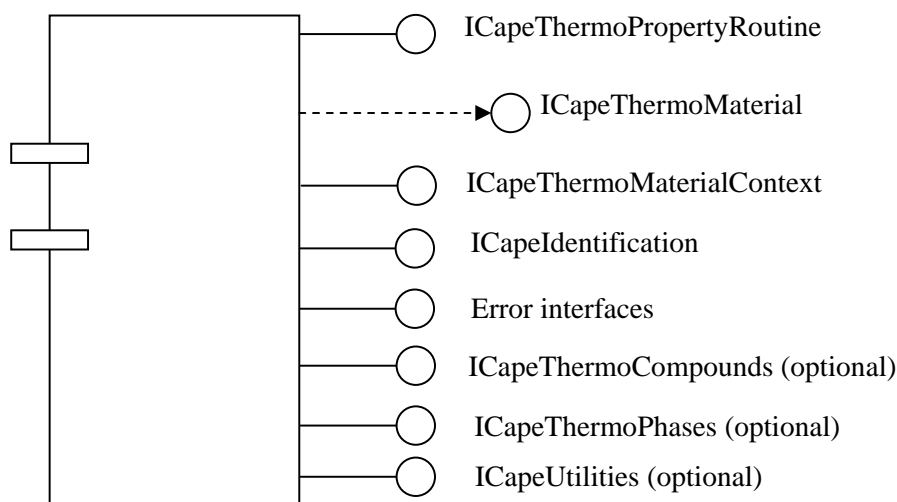 ICapeThermoPropertyRoutine
ICapeThermoMaterial
ICapeThermoMaterialContext
ICapeIdentification
Error interfaces
ICapeThermoCompounds (optional)
ICapeThermoPhases (optional)
ICapeUtilities (optional)